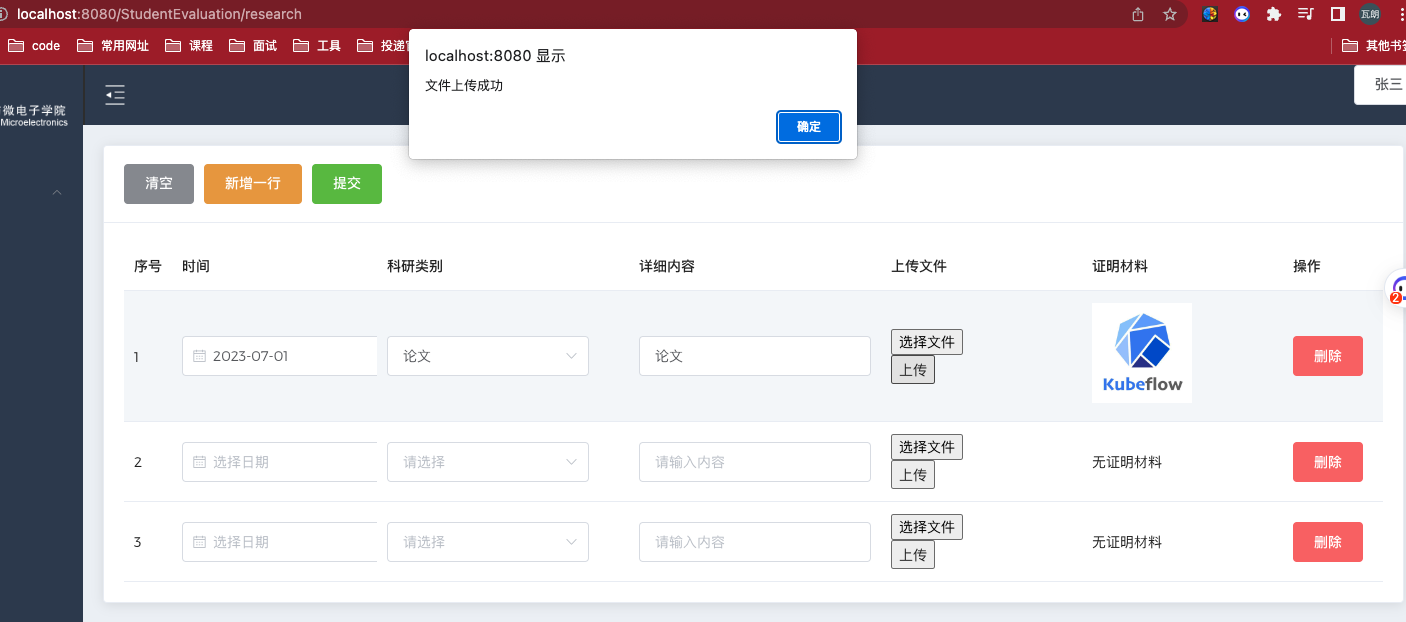 localhost:8080/StudentEvaluation/research
瓦朗
code
常用网址
课程
面试
工具
其他书签
localhost:8080 显示
文件上传成功
确定
微电子学院
Microelectronics
张三
清空
新增一行
提交
序号 时间 科研类别 详细内容 上传文件 证明材料 操作
1 2023-07-01 论文 论文 选择文件 上传 Kubeflow 删除
2 选择日期 请选择 请输入内容 选择文件 上传 无证明材料 删除
3 选择日期 请选择 请输入内容 选择文件 上传 无证明材料 删除
2